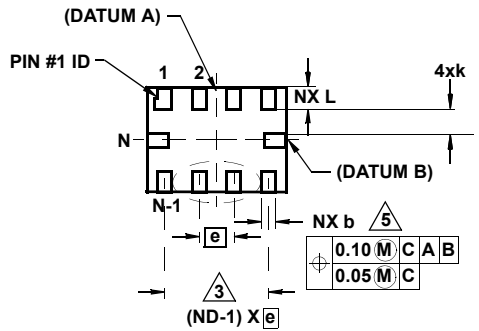 (DATUM A)
PIN #1 ID
1 2
4xk
NX L
N
(DATUM B)
N-1
NX b 5
e
0.10 M C A B
0.05 M C
3
(ND-1) X e